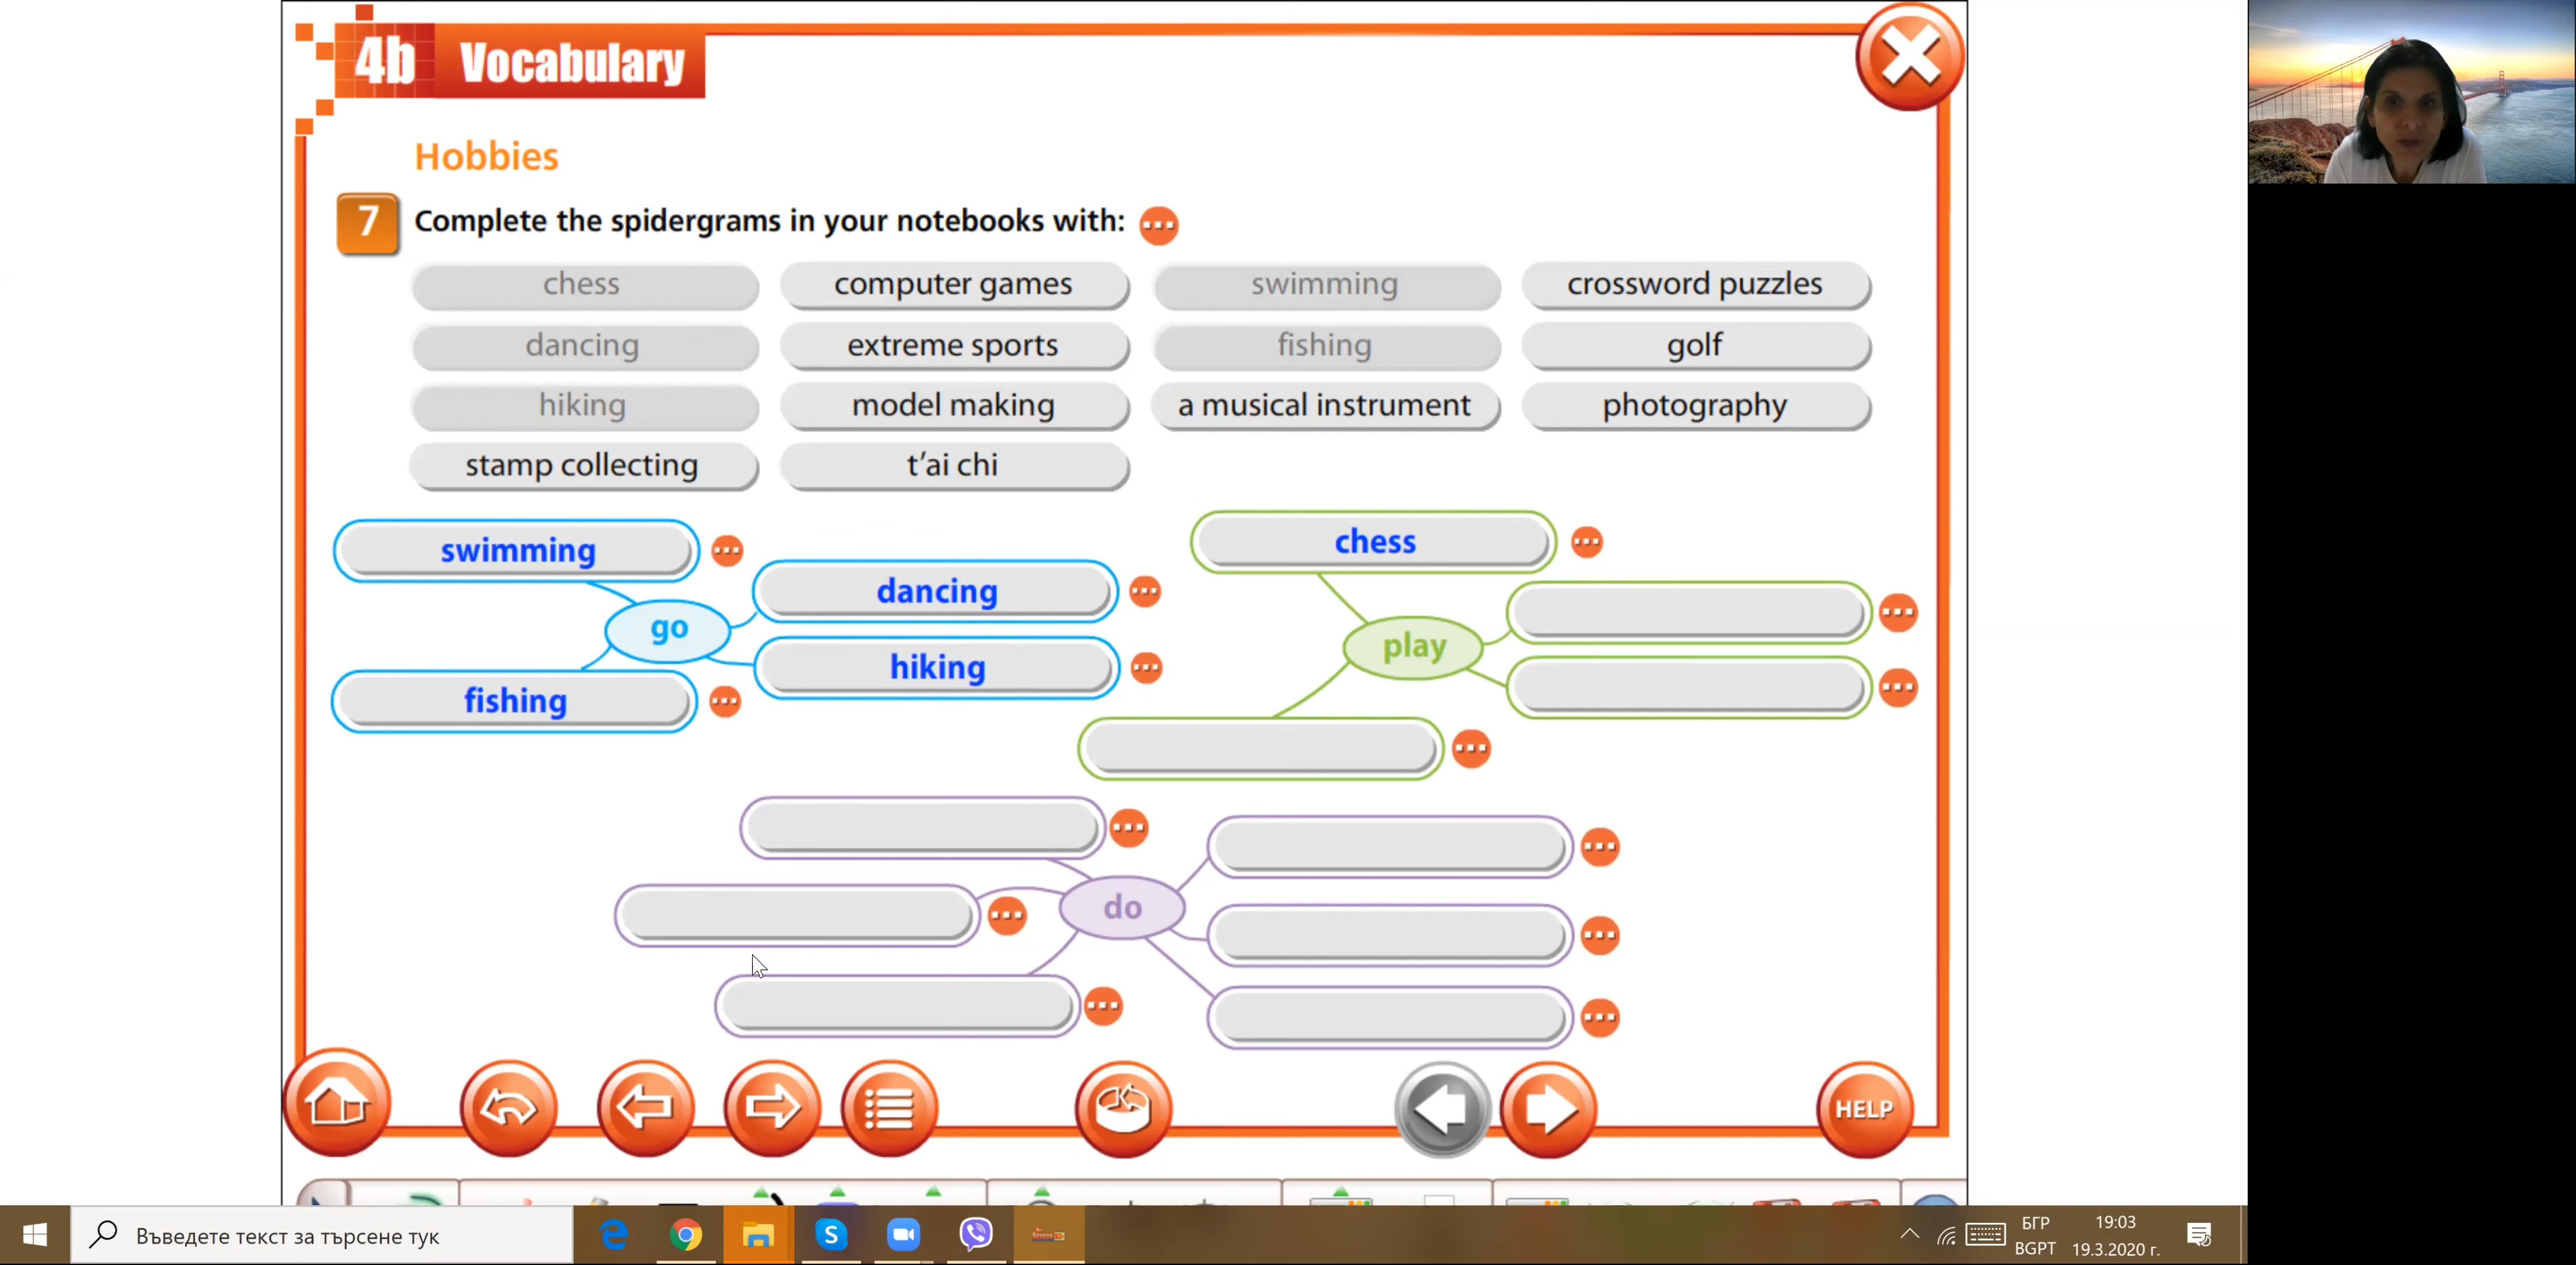 4b Vocabulary
Hobbies
7 Complete the spidergrams in your notebooks with:
chess computer games swimming crossword puzzles
dancing extreme sports fishing golf
hiking model making a musical instrument photography
stamp collecting t'ai chi
swimming
dancing
go
hiking
fishing
chess
play
do
HELP
Въведете текст за търсене тук
БГР
BGPT
19:03
19.3.2020 г.